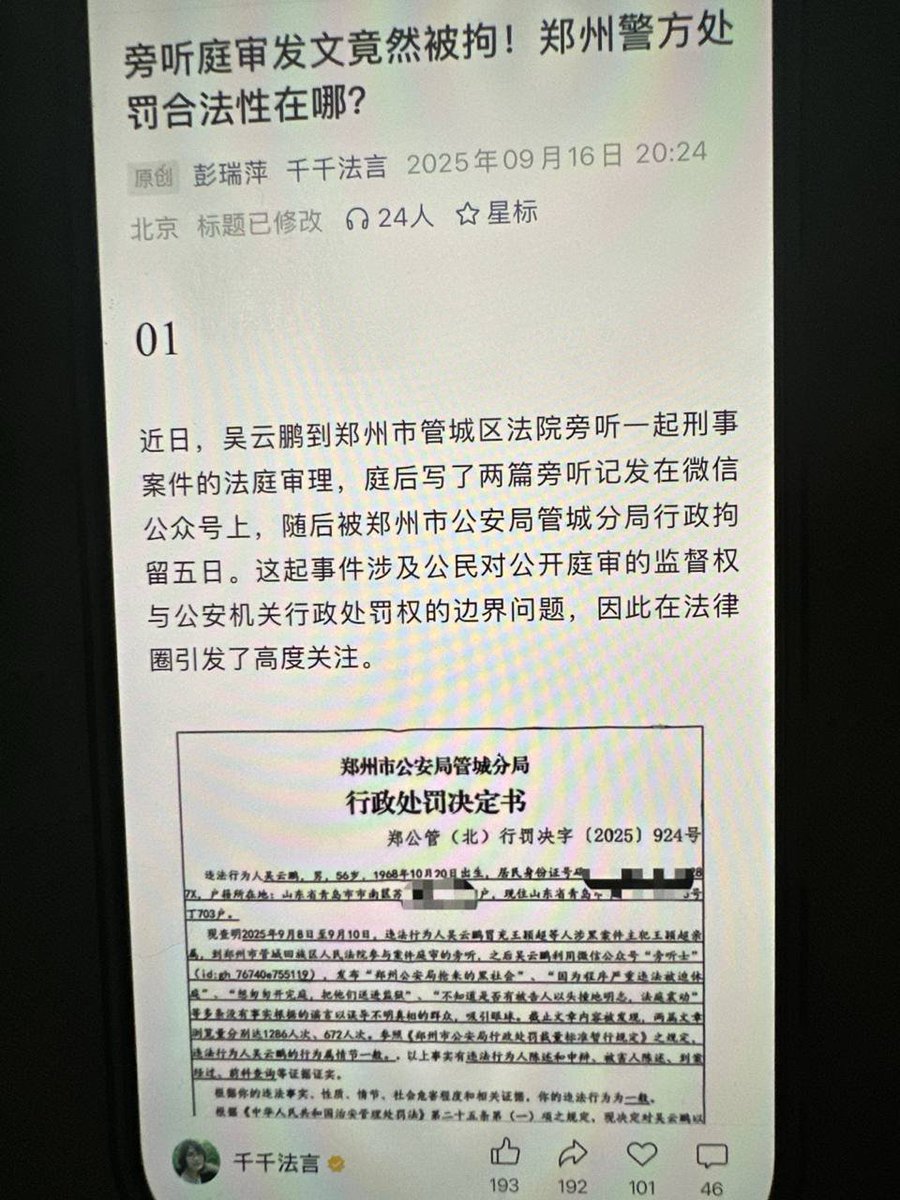 旁听庭审发文竟然被拘！郑州警方处
罚合法性在哪？
原创 彭瑞萍 千千法言 2025年09月16日 20:24
北京 标题已修改 24人 星标
01
近日，吴云鹏到郑州市管城区法院旁听一起刑事
案件的法庭审理，庭后写了两篇旁听记发在微信
公众号上，随后被郑州市公安局管城分局行政拘
留五日。这起事件涉及公民对公开庭审的监督权
与公安机关行政处罚权的边界问题，因此在法律
圈引发了高度关注。
郑州市公安局管城分局
行政处罚决定书
郑公管（北）行罚决字〔2025〕924号
违法行为人吴云鹏，男，56岁，1968年10月20日出生，居民身份证号码
7X，户籍所在地：山东省青岛市市南区苏 户，现住山东省青岛 号
丁703户。
现查明2025年9月8日至9月10日，违法行为人吴云鹏冒充王颖超等人涉黑案件主犯王颖超亲
属，到郑州市管城回族区人民法院参与案件庭审的旁听，之后吴云鹏利用微信公众号“旁听士”
（id:gh_76740e755119），发布“郑州公安局抢来的黑社会”、“因为程序严重违法被迫休
庭”、“想匆匆开完庭，把他们送进监狱”、“不知道是否有被告人以头撞地明志，法庭震动”
等多条没有事实根据的谣言以误导不明真相的群众，吸引眼球。截止文章内容被发现，两篇文章
浏览量分别达1286人次、672人次。参照《郑州市公安局行政处罚裁量标准暂行规定》之规定，
违法行为人吴云鹏的行为属情节一般。，以上事实有违法行为人陈述和申辩、被害人陈述、到案
经过、前科查询等证据证实。
根据你的违法事实、性质、情节、社会危害程度和相关证据，你的违法行为为一般。
根据《中华人民共和国治安管理处罚法》第二十五条第（一）项之规定，现决定对吴云鹏以
千千法言 193 192 101 46